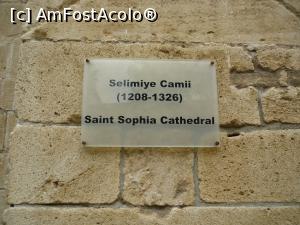 [c] AmFostAcolo®
Selimiye Camii
(1208-1326)
Saint Sophia Cathedral